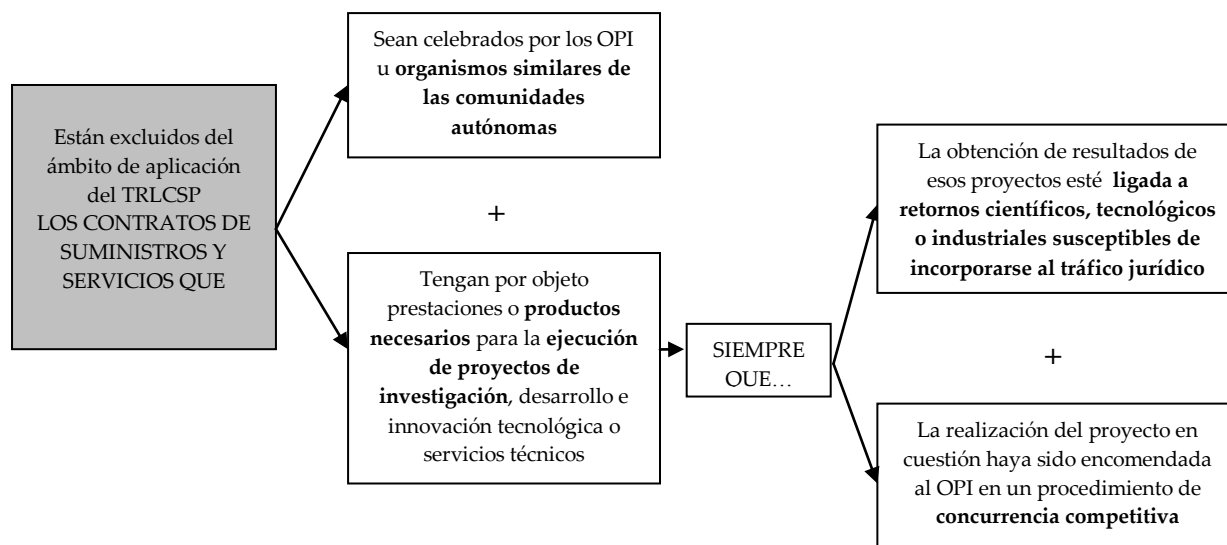 Están excluidos del
ámbito de aplicación
del TRLCSP
LOS CONTRATOS DE
SUMINISTROS Y
SERVICIOS QUE
Sean celebrados por los OPI
u organismos similares de
las comunidades
autónomas
+
Tengan por objeto
prestaciones o productos
necesarios para la ejecución
de proyectos de
investigación, desarrollo e
innovación tecnológica o
servicios técnicos
SIEMPRE
QUE…
La obtención de resultados de
esos proyectos esté ligada a
retornos científicos, tecnológicos
o industriales susceptibles de
incorporarse al tráfico jurídico
+
La realización del proyecto en
cuestión haya sido encomendada
al OPI en un procedimiento de
concurrencia competitiva